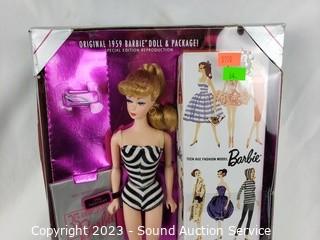 ORIGINAL 1959 BARBIE® DOLL & PACKAGE!
SPECIAL EDITION REPRODUCTION
TEEN AGE FASHION MODEL
Barbie
Copyright 2023 - Sound Auction Service